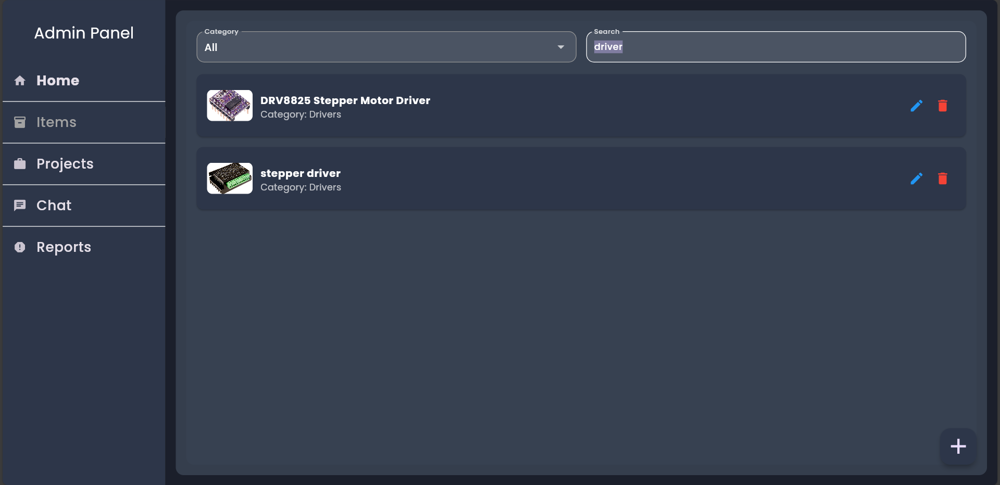 Admin Panel
Home
Items
Projects
Chat
Reports
Category
All
Search
driver
DRV8825 Stepper Motor Driver
Category: Drivers
stepper driver
Category: Drivers